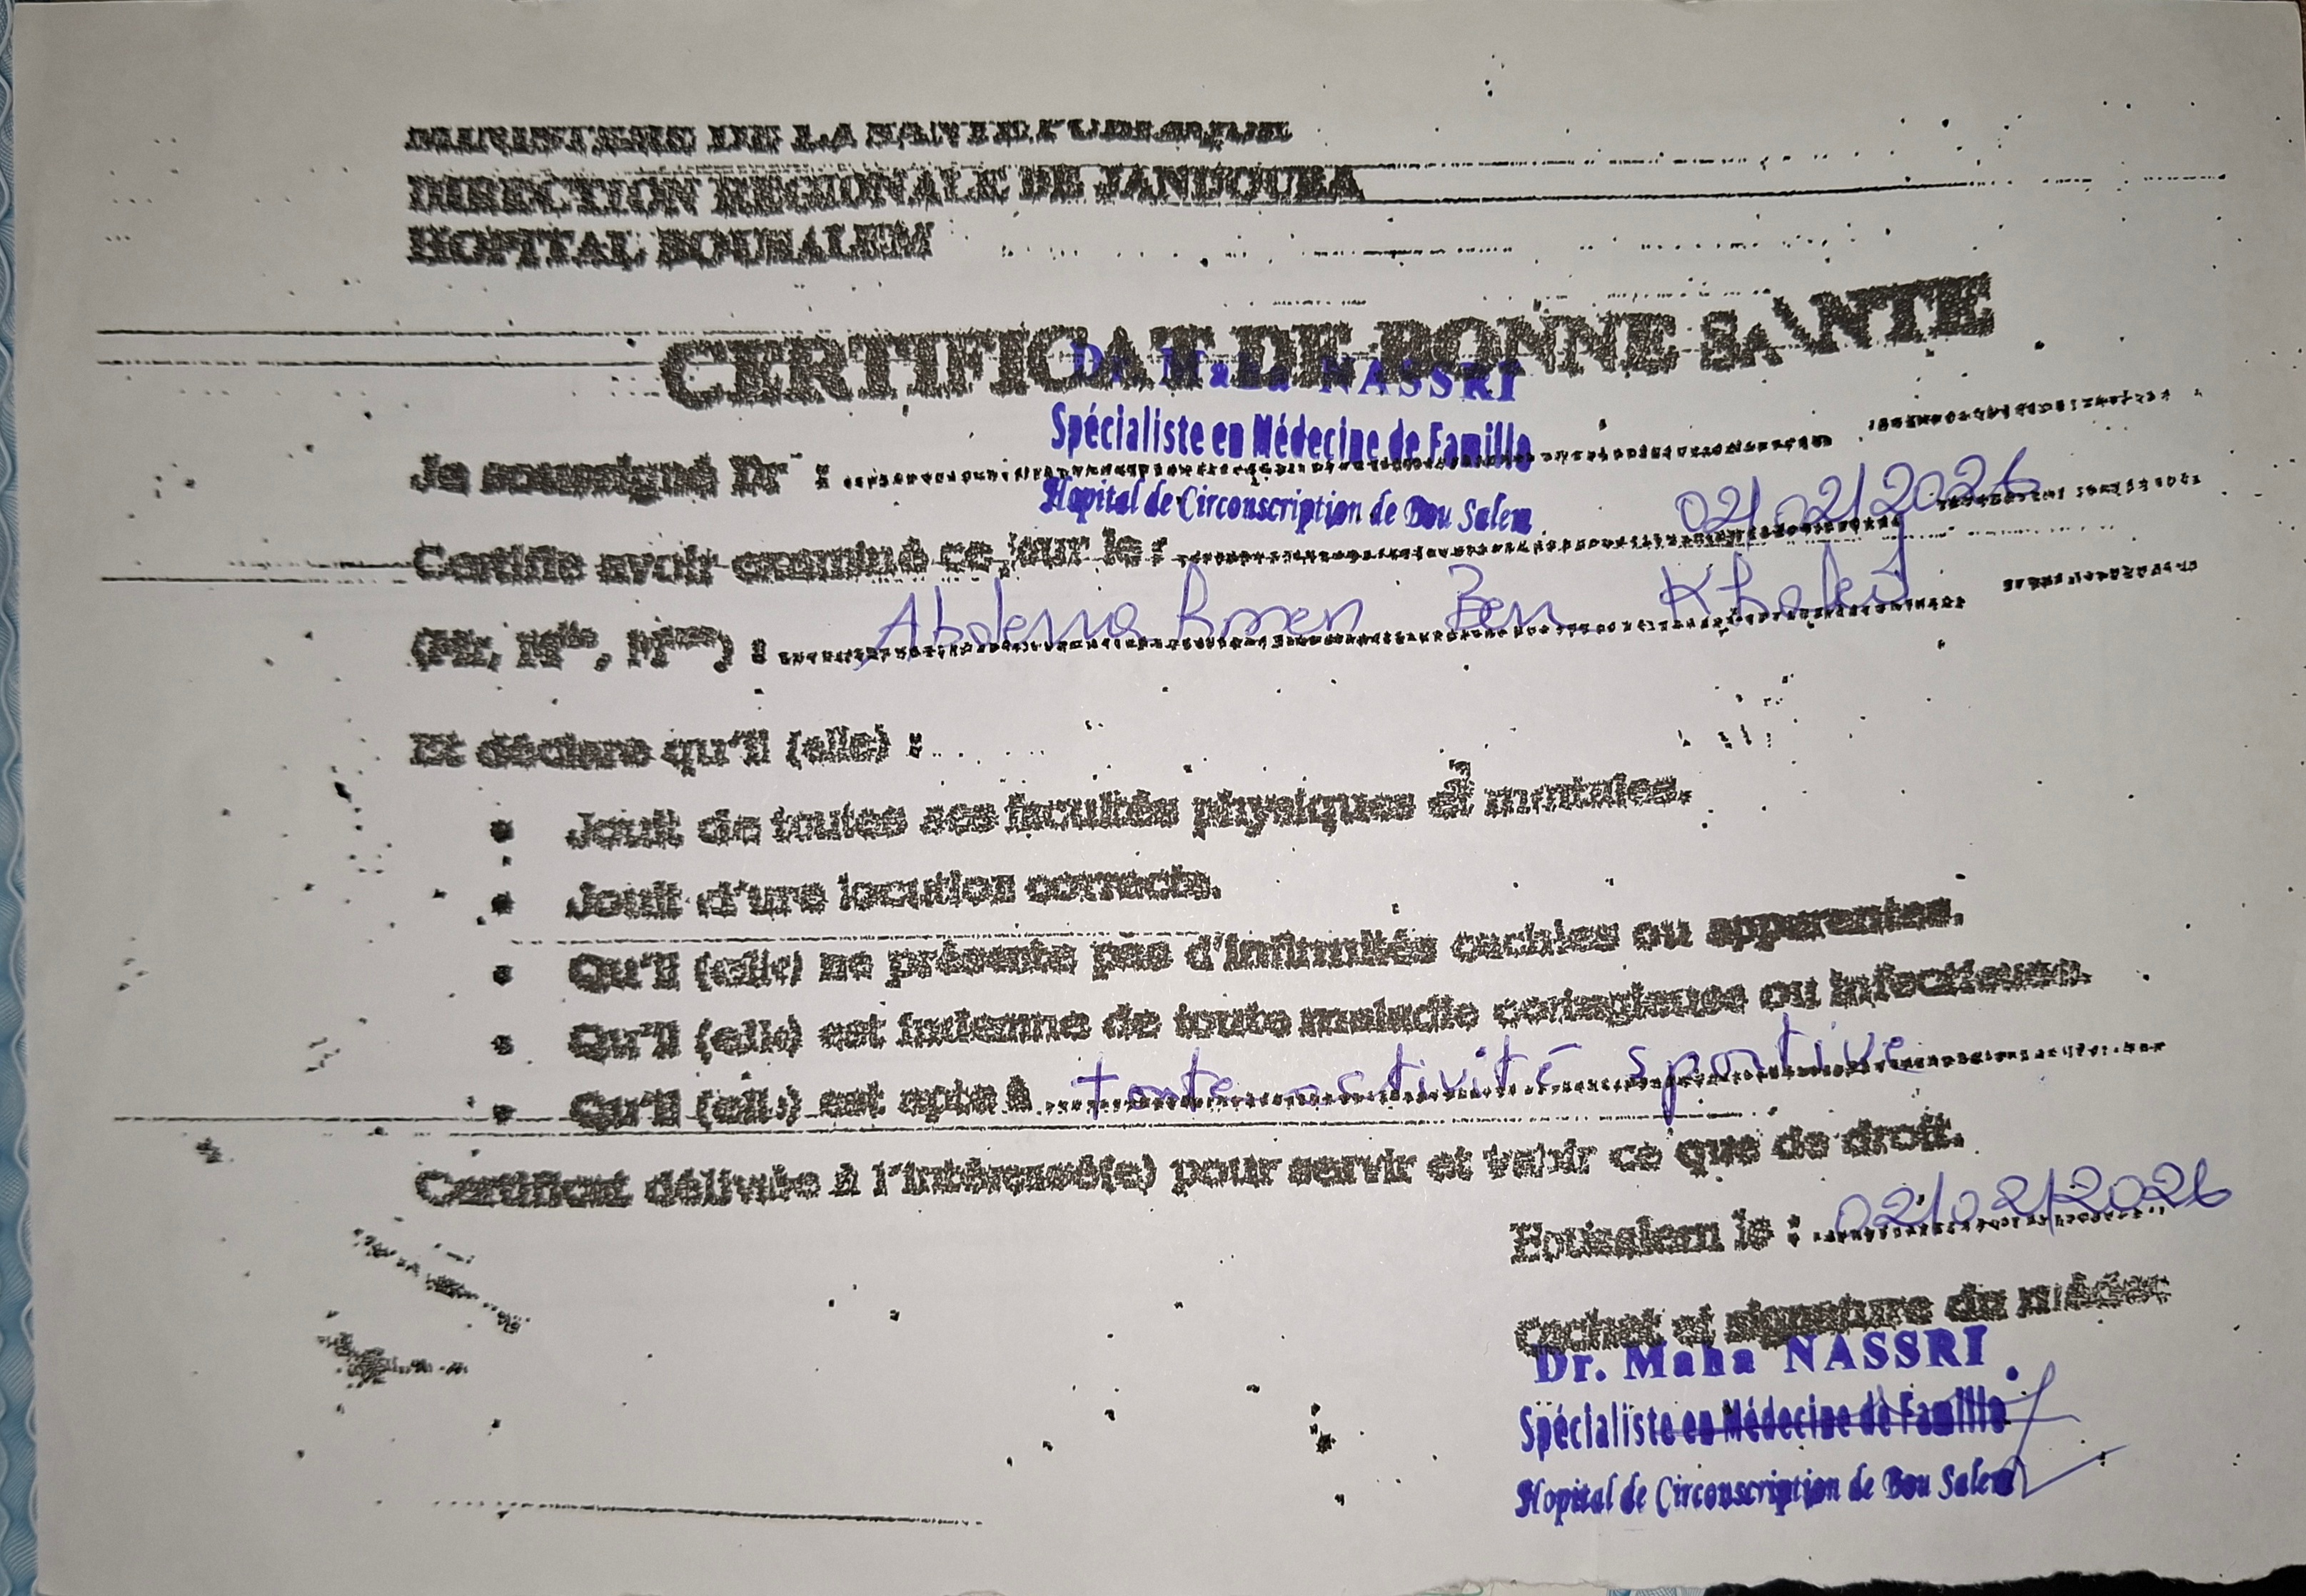 MINISTERE DE LA SANTE PUBLIQUE
DIRECTION REGIONALE DE JANDOUBA
HOPITAL BOUSALEM
CERTIFICAT DE BONNE SANTE
Dr. Maha NASSRI
Spécialiste en Médecine de Famille
Je soussigné Dr :
Hopital de Circonscription de Bou Salem
Certifie avoir examiné ce jour le : 02/02/2026
(Mr, Mlle, Mme) : Abderrahmen Ben Khaled
Et déclare qu'il (elle) :
• Jouit de toutes ses facultés physiques et mentales.
• Jouit d'une locution correcte.
• Qu'il (elle) ne présente pas d'infirmités cachées ou apparentes.
• Qu'il (elle) est indemne de toute maladie contagieuse ou infectieuse.
• Qu'il (elle) est apte à toute activité sportive
Certificat délivrée à l'intéressé(e) pour servir et valoir ce que de droit.
Bousalem le : 02/02/2026
Cachet et signature du médec
Dr. Maha NASSRI
Spécialiste en Médecine de Famille
Hopital de Circonscription de Bou Salem